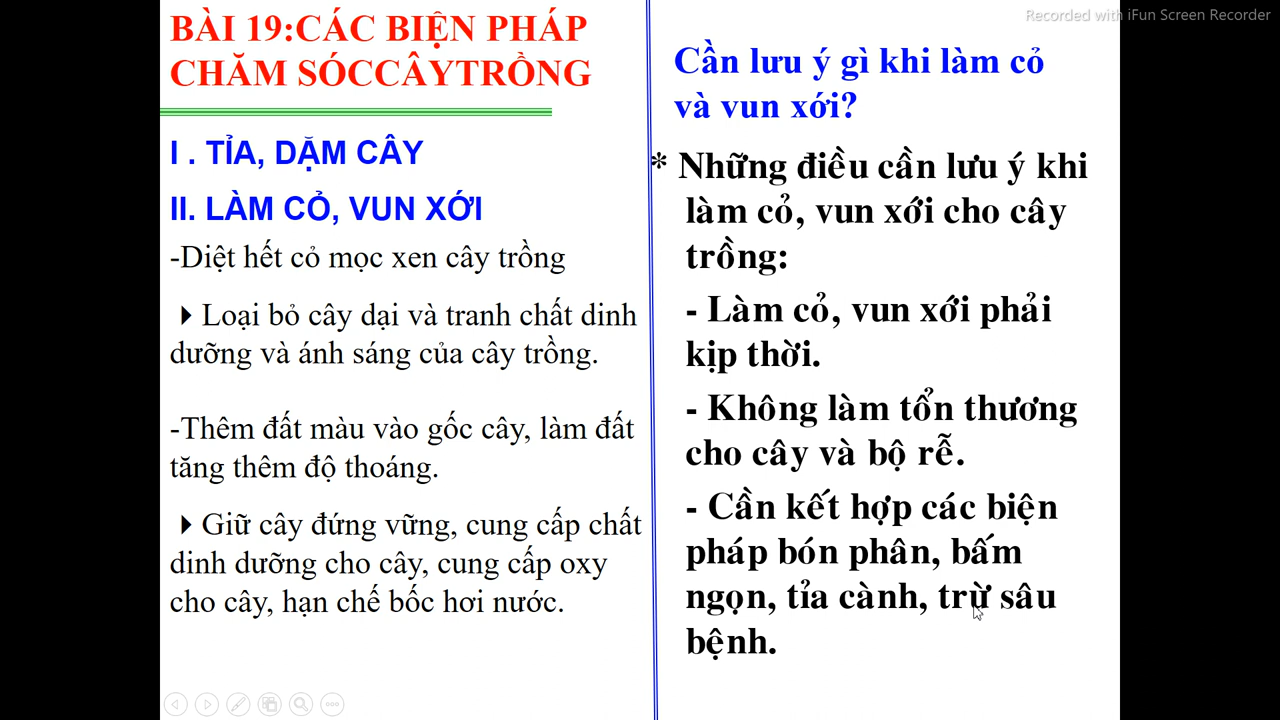 Recorded with iFun Screen Recorder
BÀI 19:CÁC BIỆN PHÁP
CHĂM SÓCCÂYTRỒNG
I . TỈA, DẶM CÂY
II. LÀM CỎ, VUN XỚI
-Diệt hết cỏ mọc xen cây trồng
Loại bỏ cây dại và tranh chất dinh
dưỡng và ánh sáng của cây trồng.
-Thêm đất màu vào gốc cây, làm đất
tăng thêm độ thoáng.
Giữ cây đứng vững, cung cấp chất
dinh dưỡng cho cây, cung cấp oxy
cho cây, hạn chế bốc hơi nước.
Cần lưu ý gì khi làm cỏ
và vun xới?
* Những điều cần lưu ý khi
làm cỏ, vun xới cho cây
trồng:
- Làm cỏ, vun xới phải
kịp thời.
- Không làm tổn thương
cho cây và bộ rễ.
- Cần kết hợp các biện
pháp bón phân, bấm
ngọn, tỉa cành, trừ sâu
bệnh.